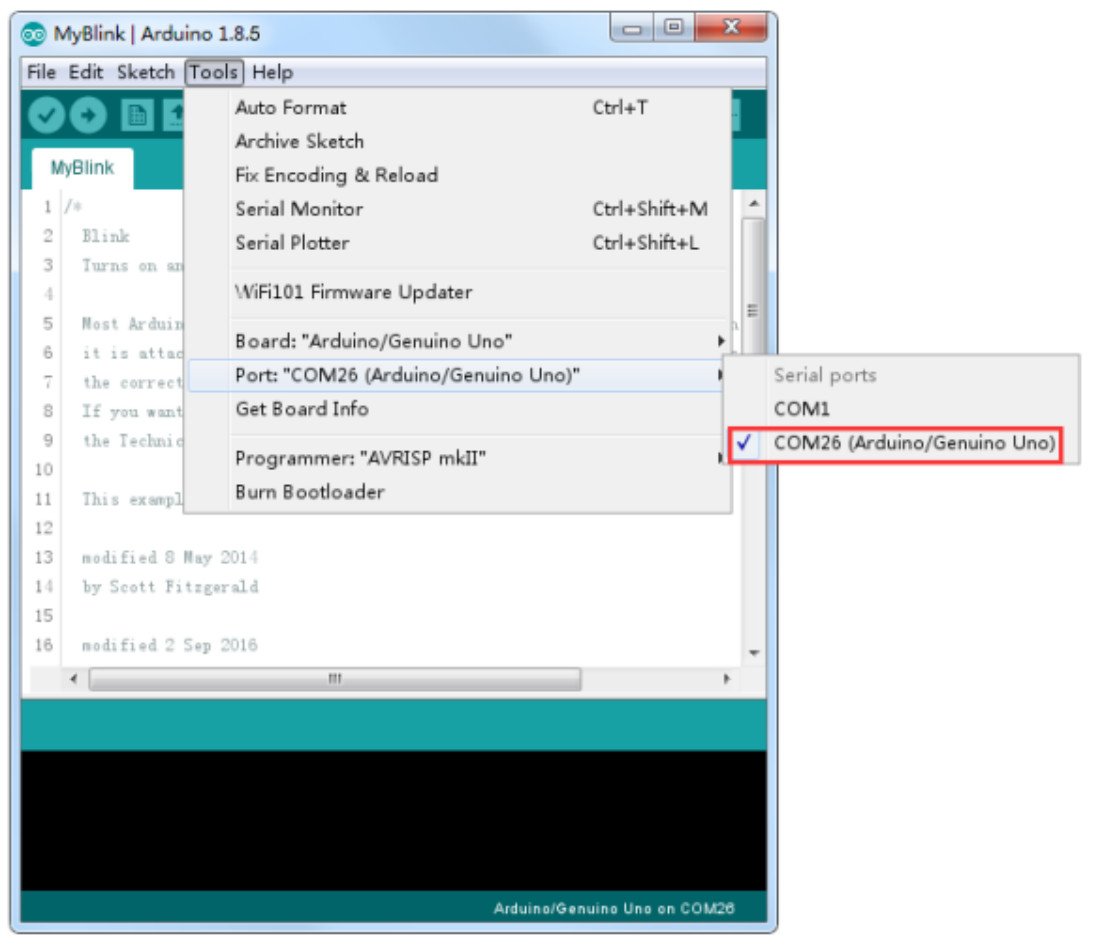 MyBlink | Arduino 1.8.5
File Edit Sketch Tools Help
Auto Format Ctrl+T
Archive Sketch
Fix Encoding & Reload
Serial Monitor Ctrl+Shift+M
Serial Plotter Ctrl+Shift+L
WiFi101 Firmware Updater
Board: "Arduino/Genuino Uno"
Port: "COM26 (Arduino/Genuino Uno)"
Get Board Info
Programmer: "AVRISP mkII"
Burn Bootloader
Serial ports
COM1
COM26 (Arduino/Genuino Uno)
MyBlink
1 /*
2 Blink
3 Turns on an
4
5 Most Arduin
6 it is attac
7 the correct
8 If you want
9 the Technic
10
11 This exampl
12
13 modified 8 May 2014
14 by Scott Fitzgerald
15
16 modified 2 Sep 2016
Arduino/Genuino Uno on COM26